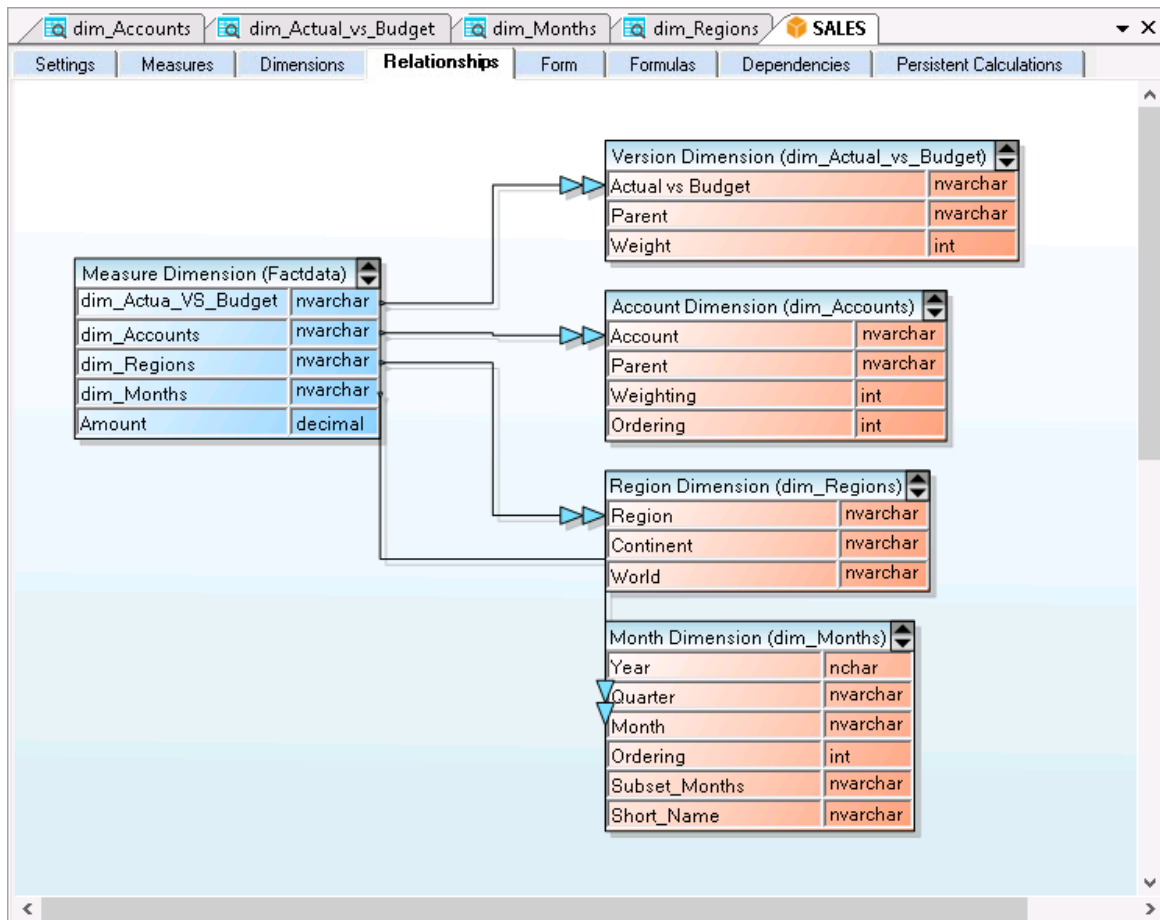 dim_Accounts dim_Actual_vs_Budget dim_Months dim_Regions SALES
Settings Measures Dimensions Relationships Form Formulas Dependencies Persistent Calculations
Version Dimension (dim_Actual_vs_Budget)
Actual vs Budget nvarchar
Parent nvarchar
Weight int
Measure Dimension (Factdata)
dim_Actua_VS_Budget nvarchar
dim_Accounts nvarchar
dim_Regions nvarchar
dim_Months nvarchar
Amount decimal
Account Dimension (dim_Accounts)
Account nvarchar
Parent nvarchar
Weighting int
Ordering int
Region Dimension (dim_Regions)
Region nvarchar
Continent nvarchar
World nvarchar
Month Dimension (dim_Months)
Year nchar
Quarter nvarchar
Month nvarchar
Ordering int
Subset_Months nvarchar
Short_Name nvarchar